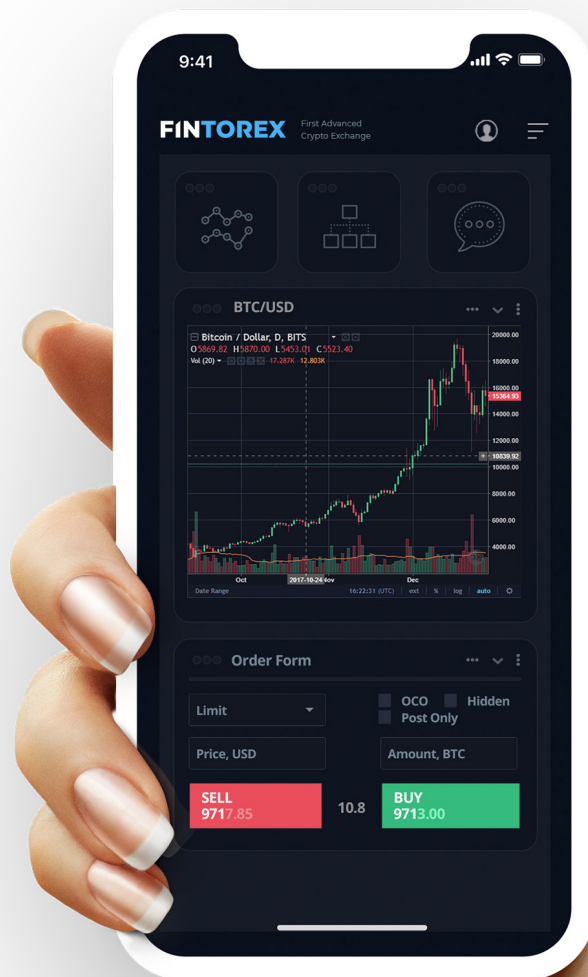 9:41
FINTOREX
First Advanced
Crypto Exchange
BTC/USD
Bitcoin / Dollar, D, BITS
O5869.82 H5870.00 L5453.01 C5523.40
Vol (20) 17.287K 12.803K
20000.00
18000.00
16000.00
15364.93
14000.00
12000.00
10839.92
10000.00
8000.00
6000.00
4000.00
Oct 2017-10-24 Nov Dec
Date Range 16:22:31 (UTC) ext % log auto
Order Form
Limit
OCO Hidden
Post Only
Price, USD
Amount, BTC
SELL
9717.85
10.8
BUY
9713.00